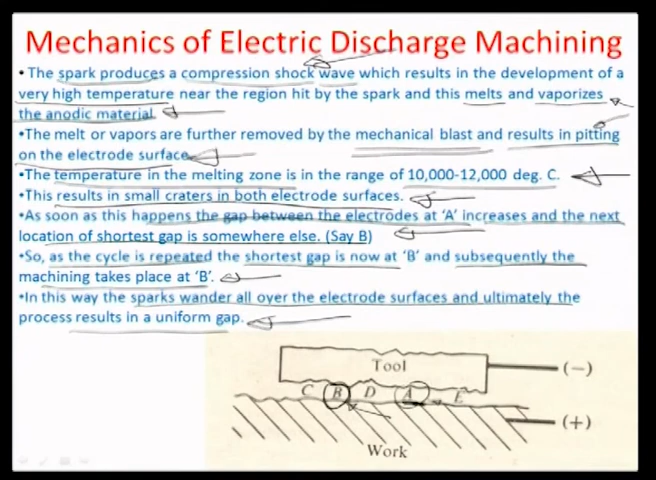 Mechanics of Electric Discharge Machining
• The spark produces a compression shock wave which results in the development of a
very high temperature near the region hit by the spark and this melts and vaporizes
the anodic material
•The melt or vapors are further removed by the mechanical blast and results in pitting
on the electrode surface
•The temperature in the melting zone is in the range of 10,000-12,000 deg. C.
•This results in small craters in both electrode surfaces.
•As soon as this happens the gap between the electrodes at 'A' increases and the next
location of shortest gap is somewhere else. (Say B)
•So, as the cycle is repeated the shortest gap is now at 'B' and subsequently the
machining takes place at 'B'.
•In this way the sparks wander all over the electrode surfaces and ultimately the
process results in a uniform gap.
Tool (-)
C B D A E
(+)
Work